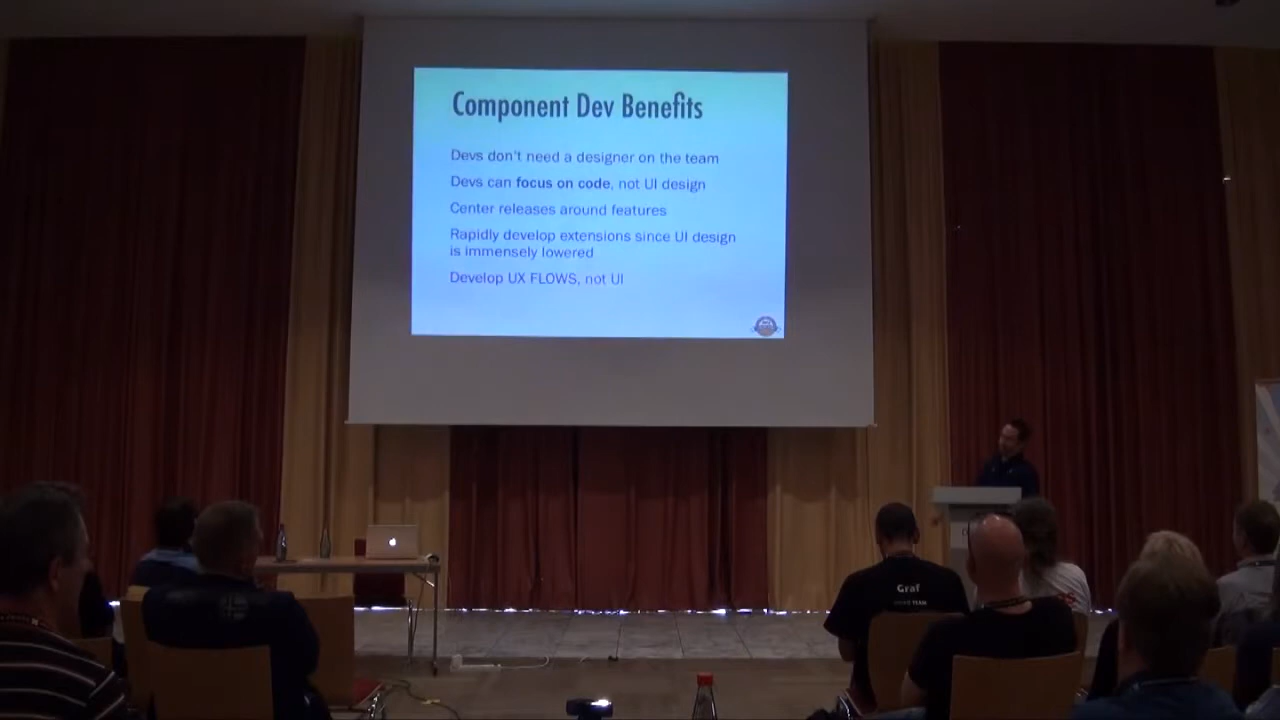 Component Dev Benefits
Devs don't need a designer on the team
Devs can focus on code, not UI design
Center releases around features
Rapidly develop extensions since UI design
is immensely lowered
Develop UX FLOWS, not UI
Graf
TEAM